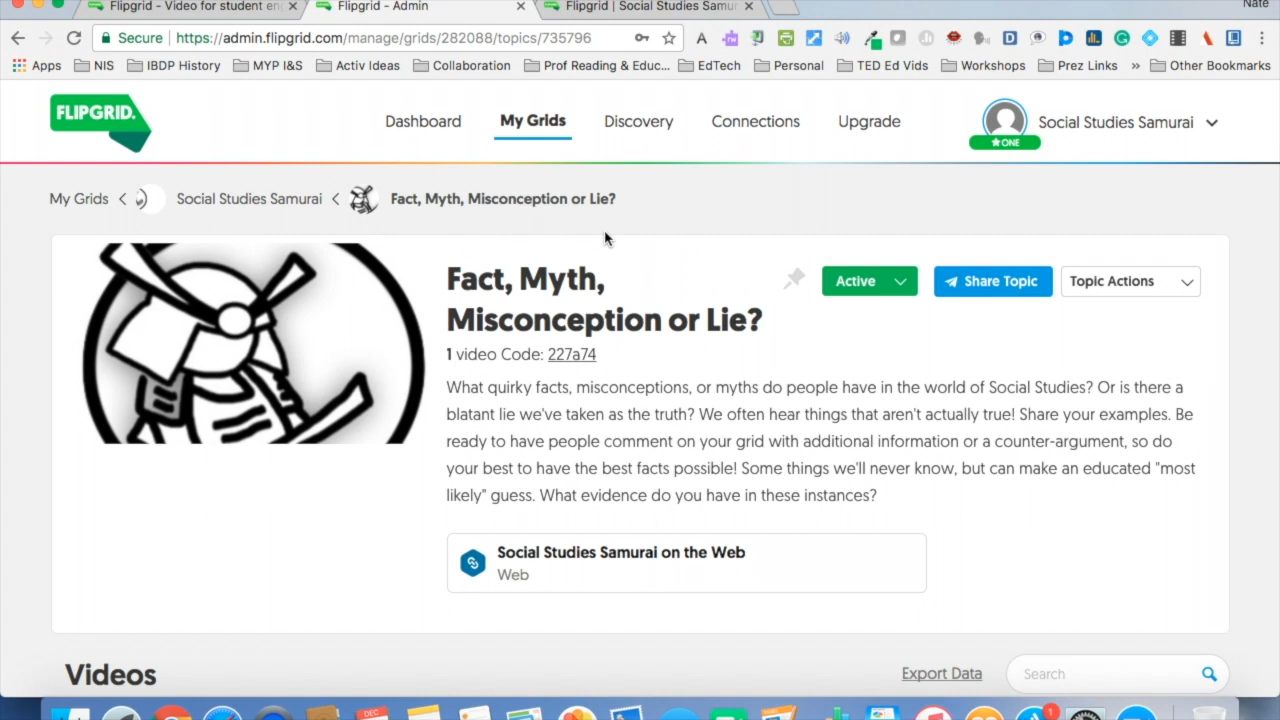 Flipgrid - Video for student en
Flipgrid - Admin
Flipgrid | Social Studies Samur
Nate
Secure
https://admin.flipgrid.com/manage/grids/282088/topics/735796
Apps NIS IBDP History MYP I&S Activ Ideas Collaboration Prof Reading & Educ... EdTech Personal TED Ed Vids Workshops Prez Links » Other Bookmarks
FLIPGRID.
Dashboard My Grids Discovery Connections Upgrade
Social Studies Samurai
ONE
My Grids < Social Studies Samurai < Fact, Myth, Misconception or Lie?
Fact, Myth,
Misconception or Lie?
Active
Share Topic
Topic Actions
1 video Code: 227a74
What quirky facts, misconceptions, or myths do people have in the world of Social Studies? Or is there a
blatant lie we've taken as the truth? We often hear things that aren't actually true! Share your examples. Be
ready to have people comment on your grid with additional information or a counter-argument, so do
your best to have the best facts possible! Some things we'll never know, but can make an educated "most
likely" guess. What evidence do you have in these instances?
Social Studies Samurai on the Web
Web
Videos
Export Data
Search
DEC
1